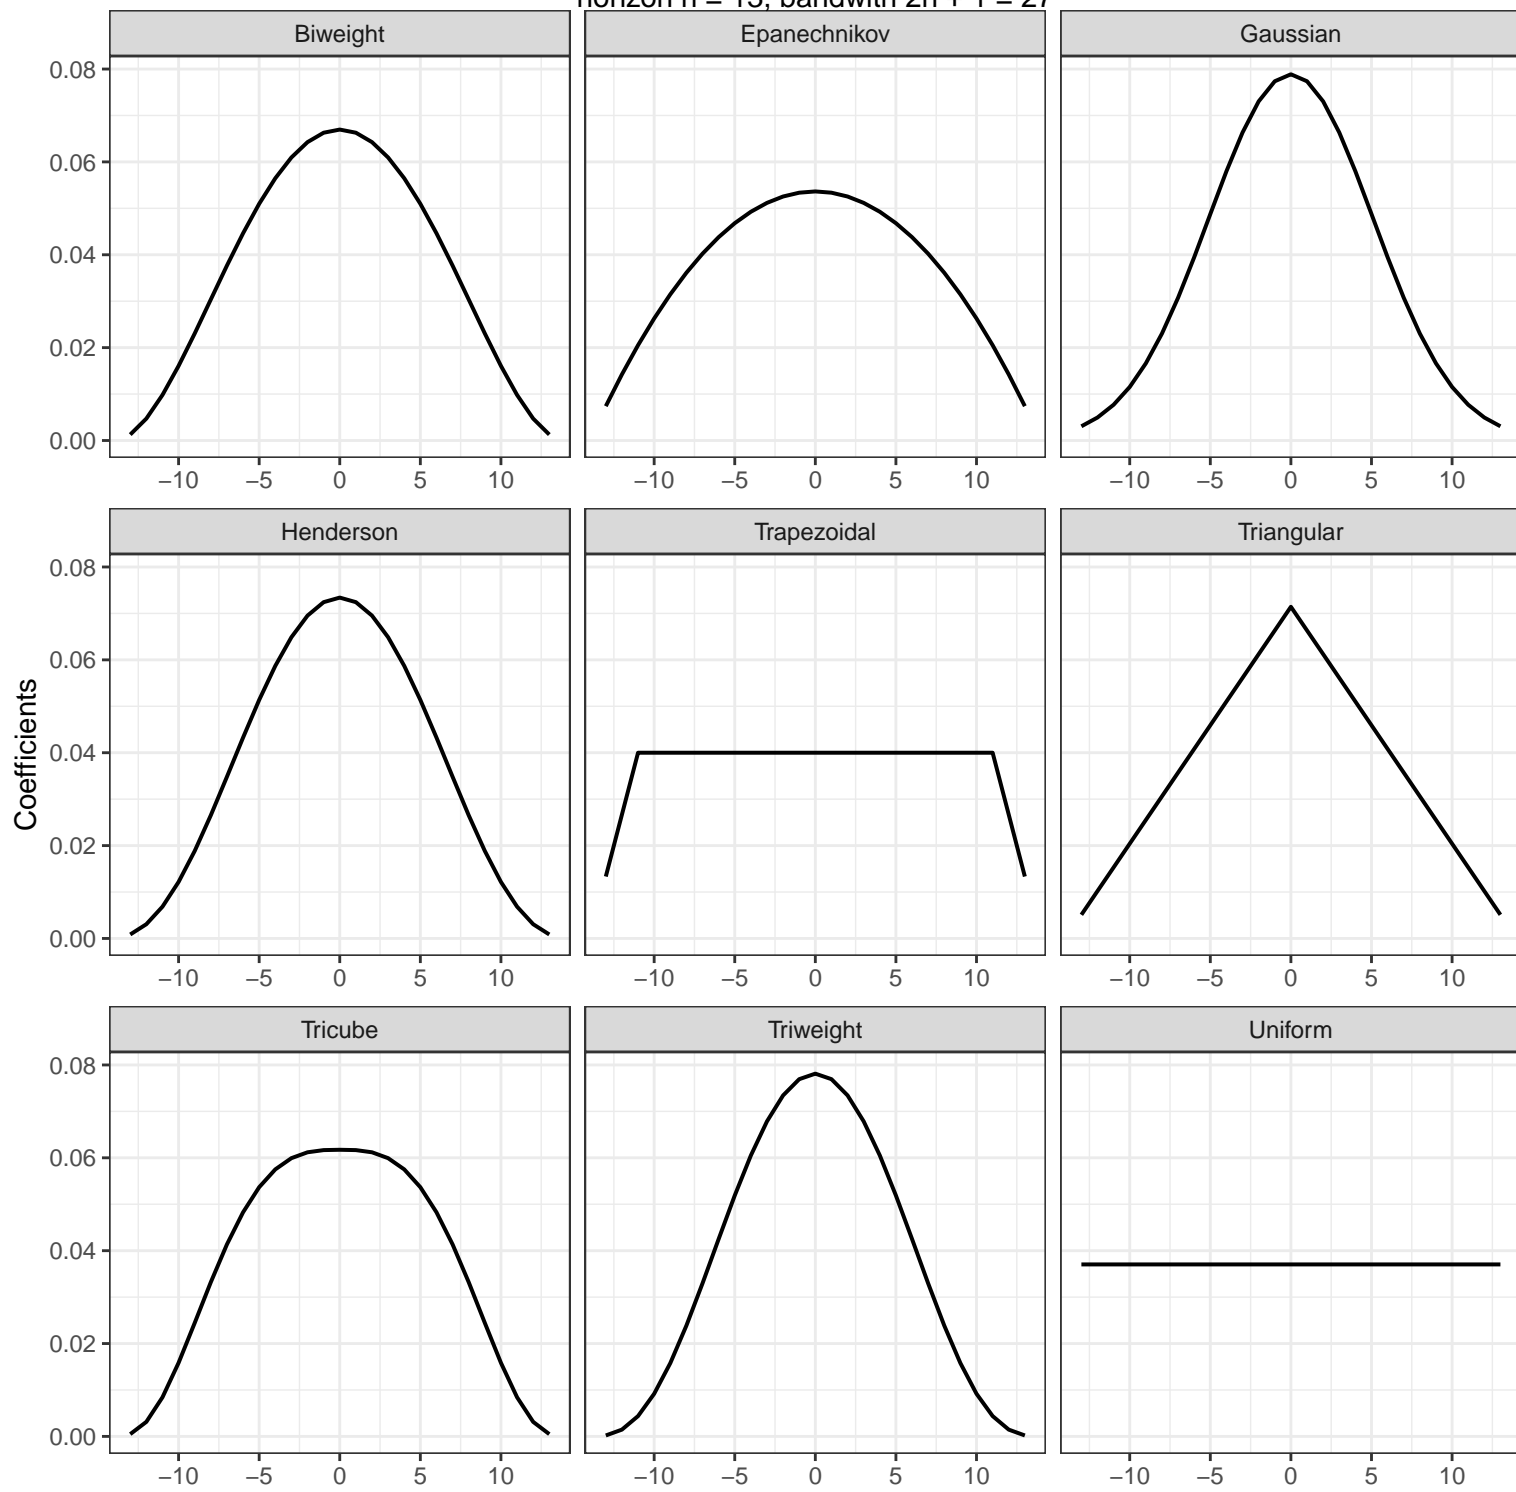 Biweight Epanechnikov Gaussian
0.08
0.06
0.04
0.02
0.00
−10 −5 0 5 10 −10 −5 0 5 10 −10 −5 0 5 10
Henderson Trapezoidal Triangular
0.08
0.06
0.04
0.02
0.00
Coefficients
−10 −5 0 5 10 −10 −5 0 5 10 −10 −5 0 5 10
Tricube Triweight Uniform
0.08
0.06
0.04
0.02
0.00
−10 −5 0 5 10 −10 −5 0 5 10 −10 −5 0 5 10